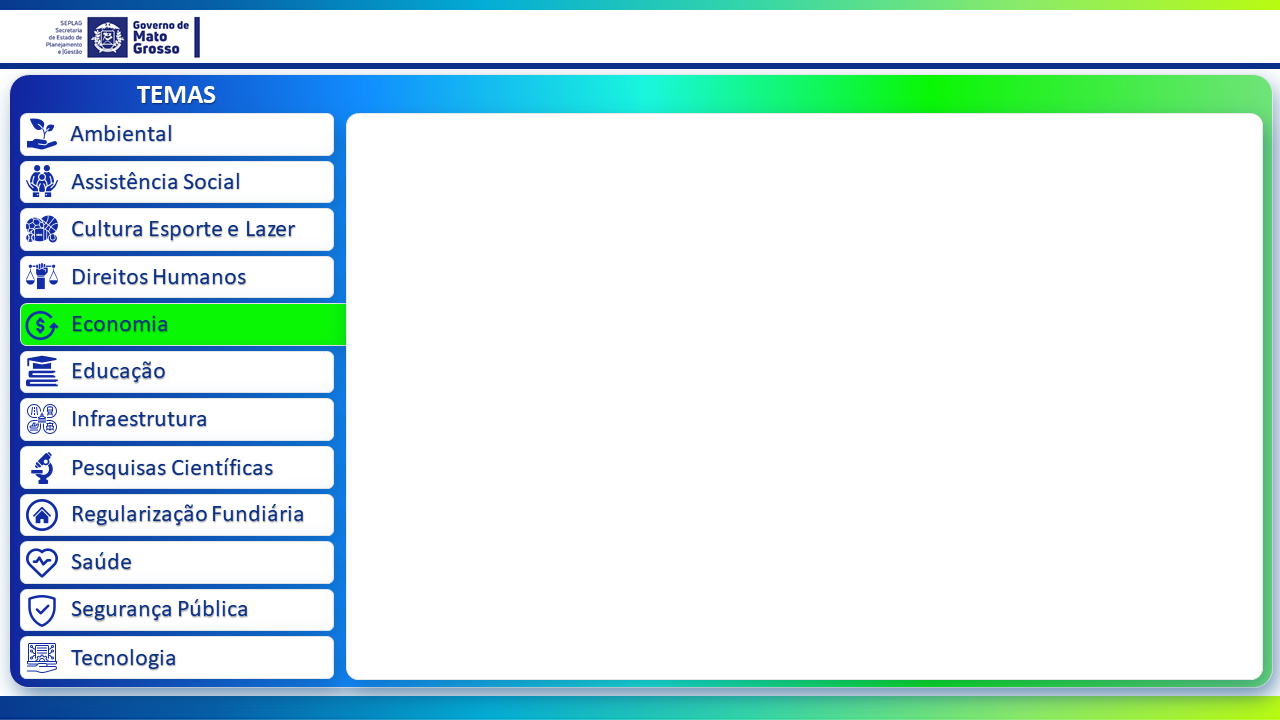 SEPLAG
Secretaria
de Estado de
Planejamento
e |Gestão
Governo de
Mato
Grosso
TEMAS
Ambiental
Assistência Social
Cultura Esporte e Lazer
Direitos Humanos
Economia
Educação
Infraestrutura
Pesquisas Científicas
Regularização Fundiária
Saúde
Segurança Pública
Tecnologia